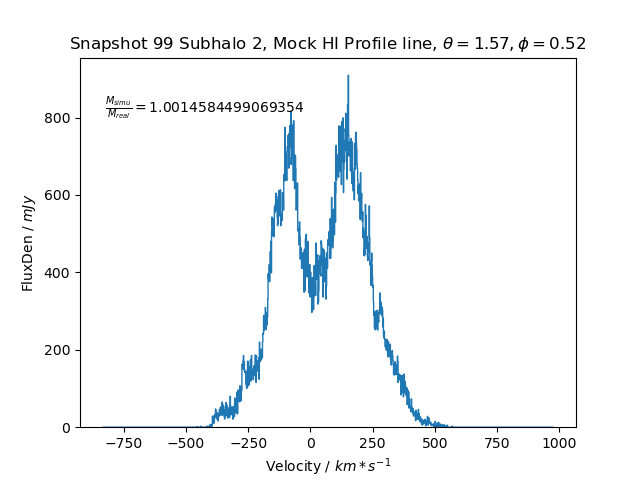 Snapshot 99 Subhalo 2, Mock HI Profile line, θ = 1.57, ϕ = 0.52
M_simu/M_real = 1.0014584499069354
FluxDen / mJy
800
600
400
200
0
−750 −500 −250 0 250 500 750 1000
Velocity / km * s⁻¹